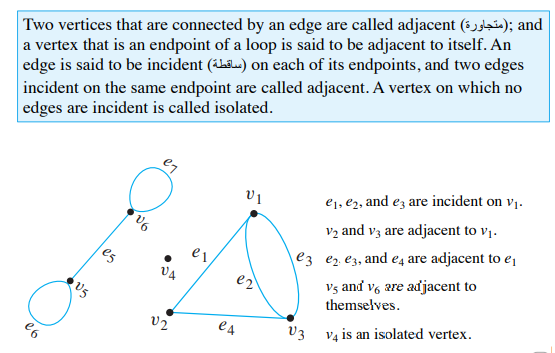 Two vertices that are connected by an edge are called adjacent (متجاورة); and
a vertex that is an endpoint of a loop is said to be adjacent to itself. An
edge is said to be incident (ساقطة) on each of its endpoints, and two edges
incident on the same endpoint are called adjacent. A vertex on which no
edges are incident is called isolated.
e7
v6
e5
v5
e6
v4
v1
e1
e2
e3
v2
e4
v3
e1, e2, and e3 are incident on v1.
v2 and v3 are adjacent to v1.
e2. e3, and e4 are adjacent to e1
v5 and v6 are adjacent to
themselves.
v4 is an isolated vertex.